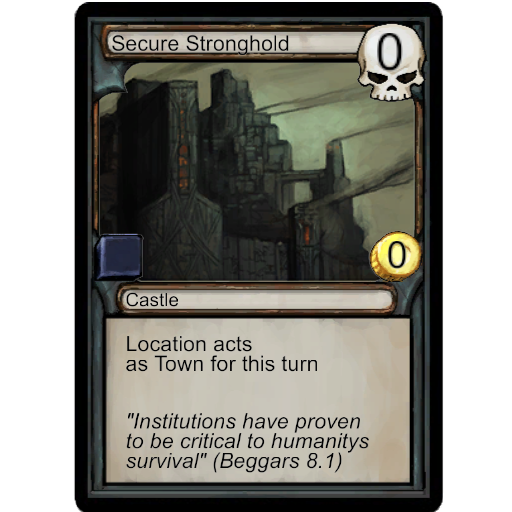 Secure Stronghold
0
0
Castle
Location acts
as Town for this turn
"Institutions have proven
to be critical to humanitys
survival" (Beggars 8.1)